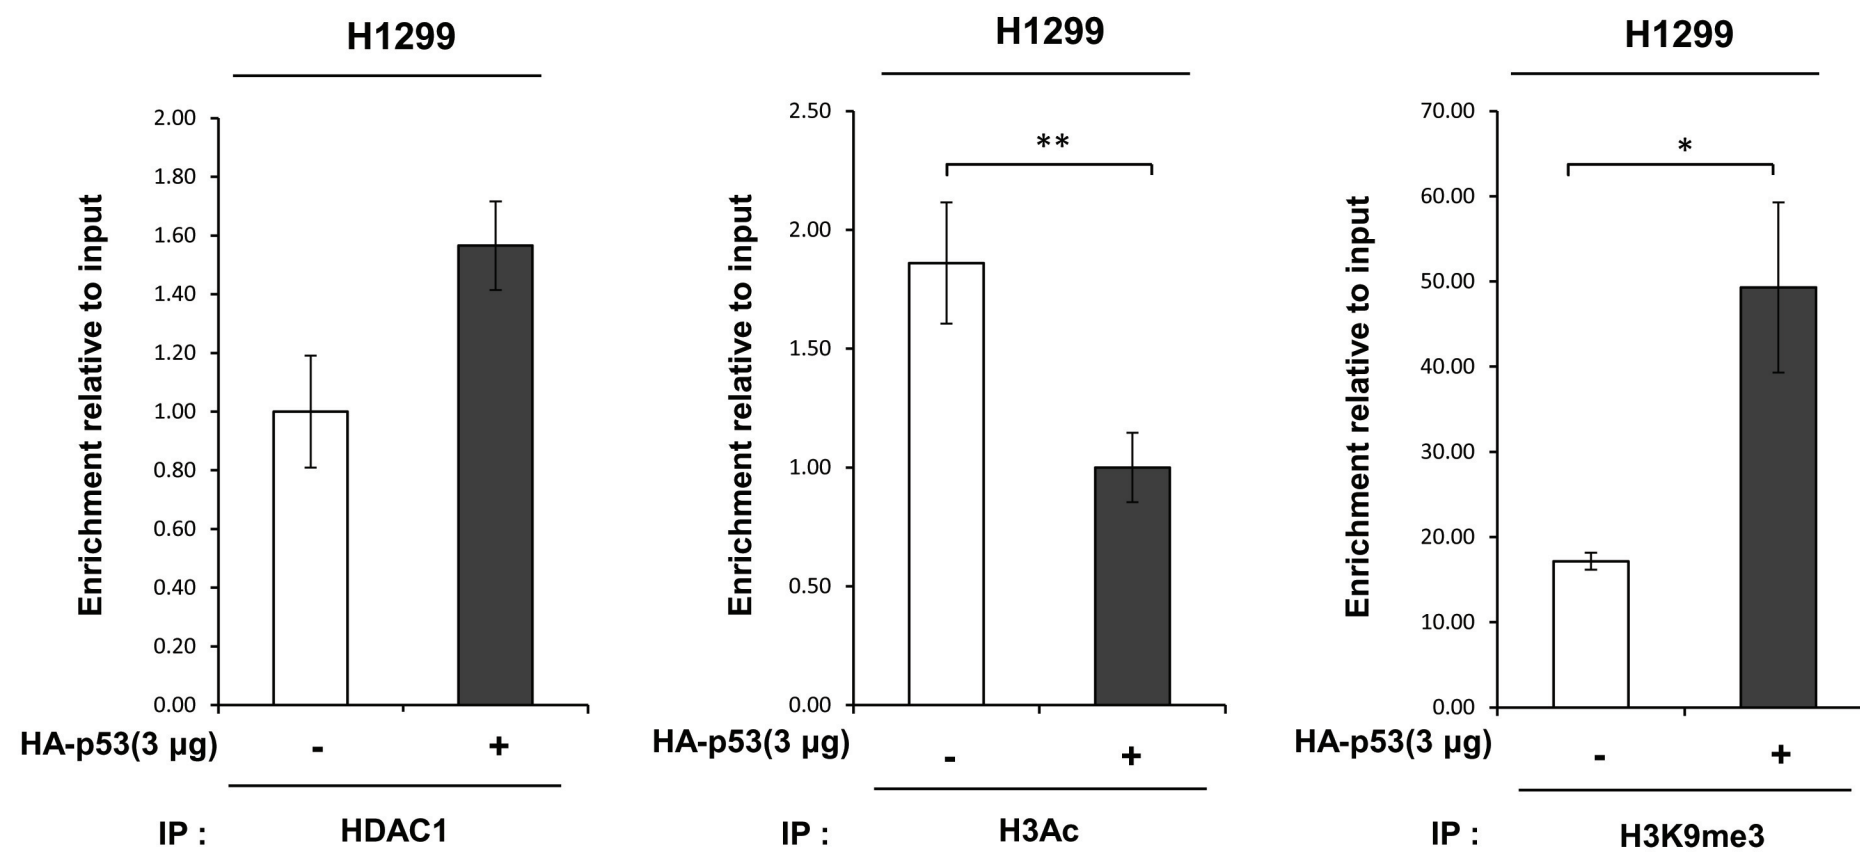 H1299
Enrichment relative to input
2.00
1.80
1.60
1.40
1.20
1.00
0.80
0.60
0.40
0.20
0.00
HA-p53(3 µg)
- +
IP : HDAC1
H1299
Enrichment relative to input
2.50
2.00
1.50
1.00
0.50
0.00
**
HA-p53(3 µg)
- +
IP : H3Ac
H1299
Enrichment relative to input
70.00
60.00
50.00
40.00
30.00
20.00
10.00
0.00
*
HA-p53(3 µg)
- +
IP : H3K9me3